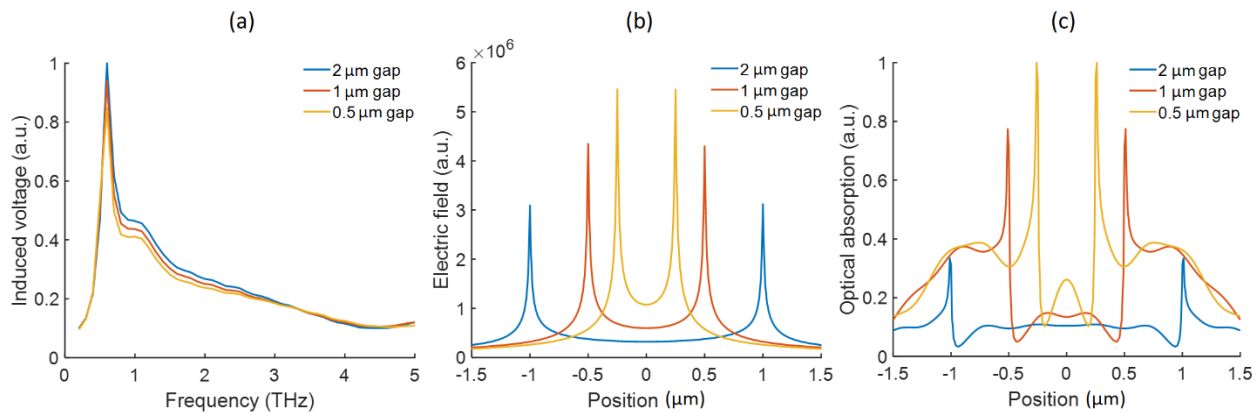 (a)
Induced voltage (a.u.)
1
0.8
0.6
0.4
0.2
0
0 1 2 3 4 5
Frequency (THz)
2 μm gap
1 μm gap
0.5 μm gap
(b)
×10⁶
Electric field (a.u.)
6
5
4
3
2
1
0
-1.5 -1 -0.5 0 0.5 1 1.5
Position (μm)
2 μm gap
1 μm gap
0.5 μm gap
(c)
Optical absorption (a.u.)
1
0.8
0.6
0.4
0.2
0
-1.5 -1 -0.5 0 0.5 1 1.5
Position (μm)
2 μm gap
1 μm gap
0.5 μm gap